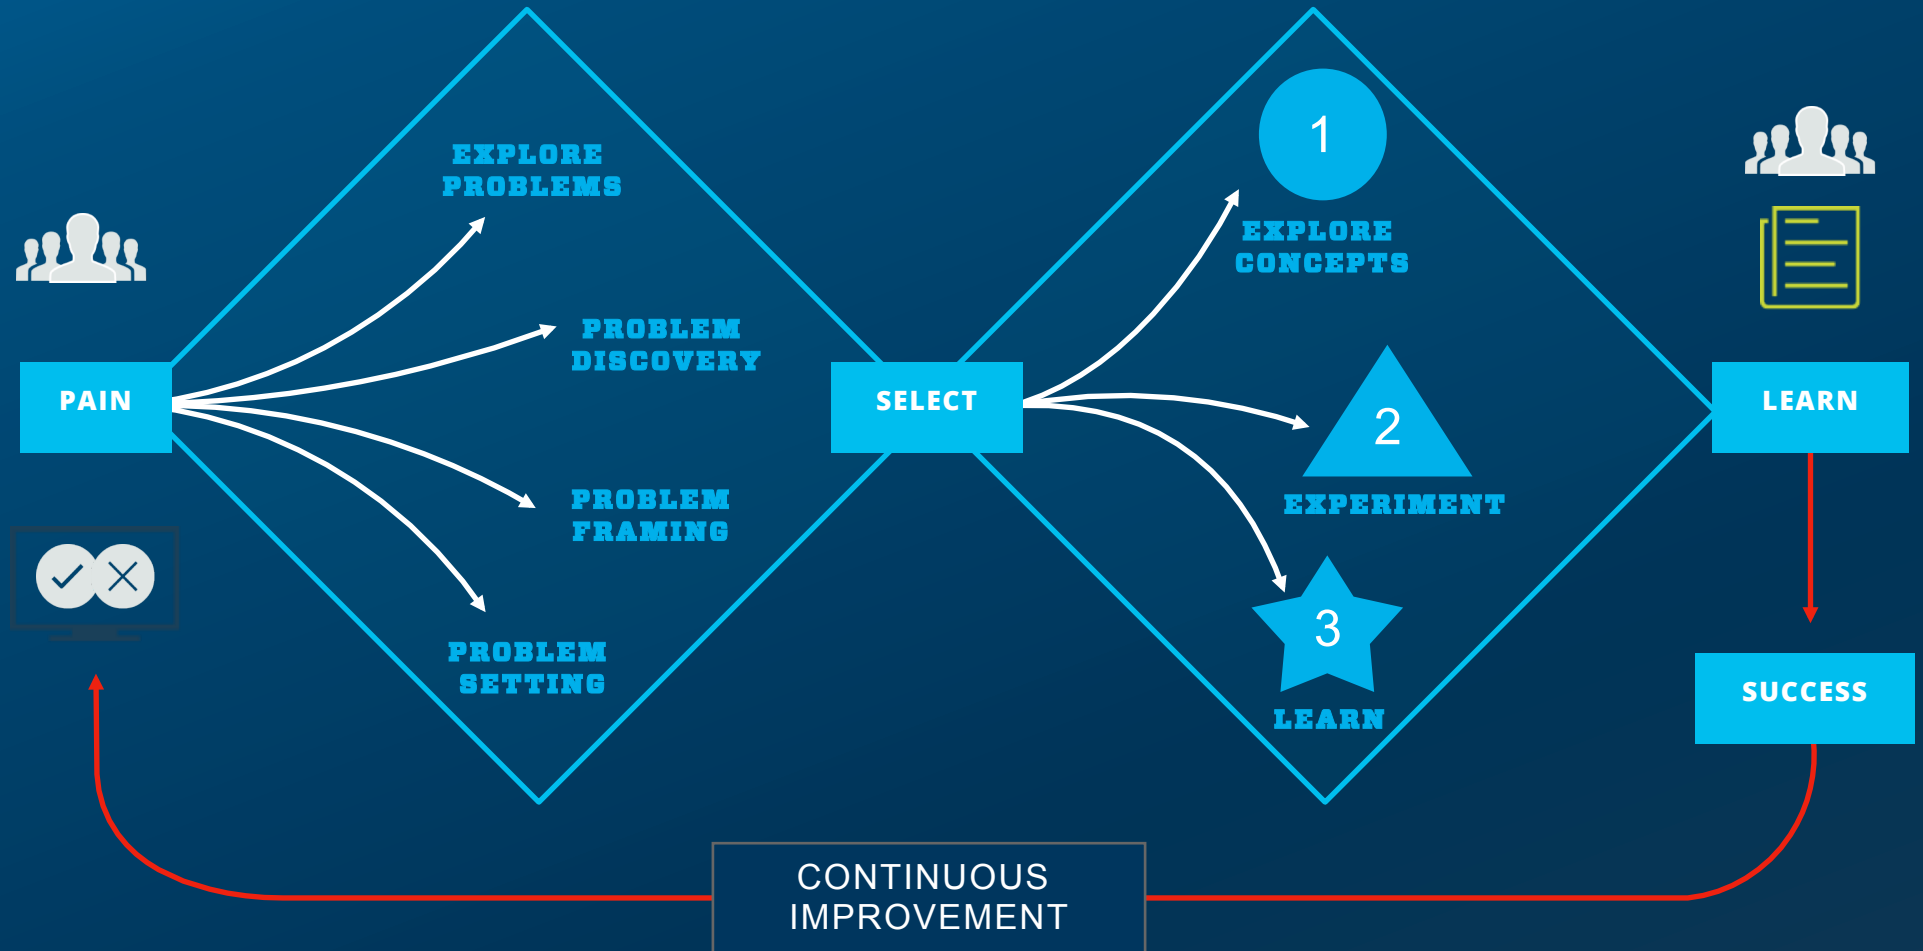 PAIN
EXPLORE
PROBLEMS
PROBLEM
DISCOVERY
PROBLEM
FRAMING
PROBLEM
SETTING
SELECT
1
EXPLORE
CONCEPTS
2
EXPERIMENT
3
LEARN
LEARN
SUCCESS
CONTINUOUS
IMPROVEMENT